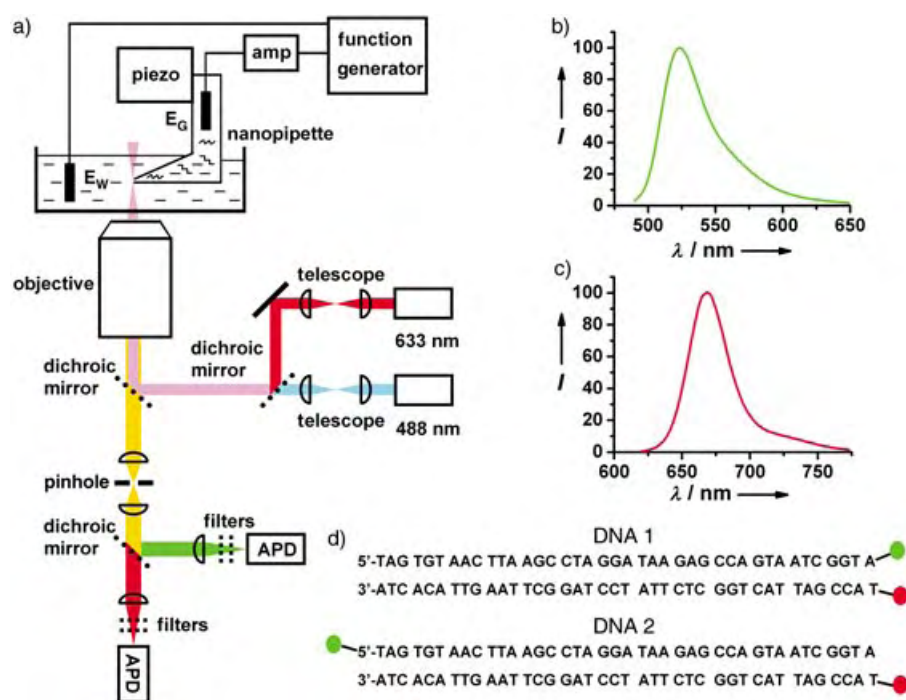 a)
function
generator
amp
piezo
E_G
nanopipette
E_W
objective
telescope
633 nm
dichroic
mirror
dichroic
mirror
telescope
488 nm
pinhole
dichroic
mirror
filters
APD
filters
APD
b)
100
80
60
40
20
0
I
500 550 600 650
λ / nm
c)
100
80
60
40
20
0
I
600 650 700 750
λ / nm
d)
DNA 1
5'-TAG TGT AAC TTA AGC CTA GGA TAA GAG CCA GTA ATC GGT A
3'-ATC ACA TTG AAT TCG GAT CCT ATT CTC GGT CAT TAG CCA T
DNA 2
5'-TAG TGT AAC TTA AGC CTA GGA TAA GAG CCA GTA ATC GGT A
3'-ATC ACA TTG AAT TCG GAT CCT ATT CTC GGT CAT TAG CCA T